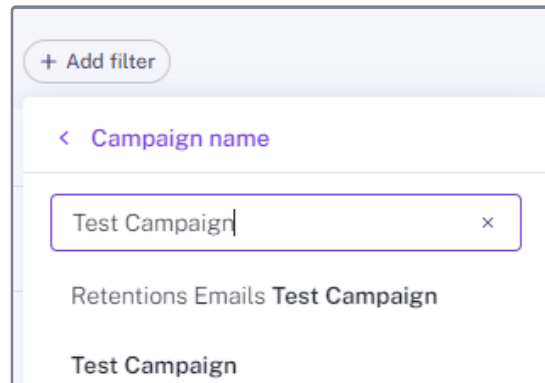 + Add filter
< Campaign name
Test Campaign ×
Retentions Emails Test Campaign
Test Campaign